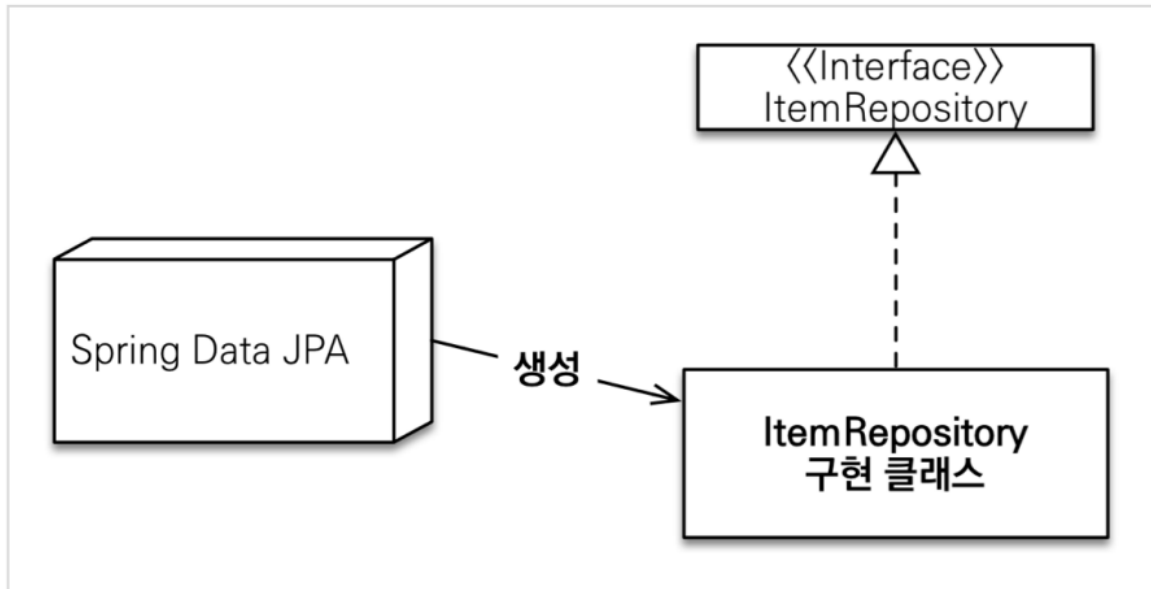 《Interface》
ItemRepository
Spring Data JPA
생성
ItemRepository
구현 클래스